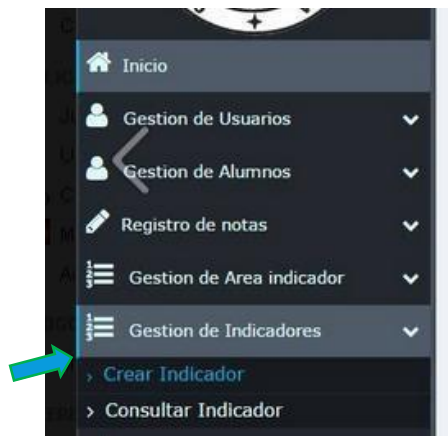 Inicio
Gestion de Usuarios
Gestion de Alumnos
Registro de notas
Gestion de Area indicador
Gestion de Indicadores
› Crear Indicador
› Consultar Indicador